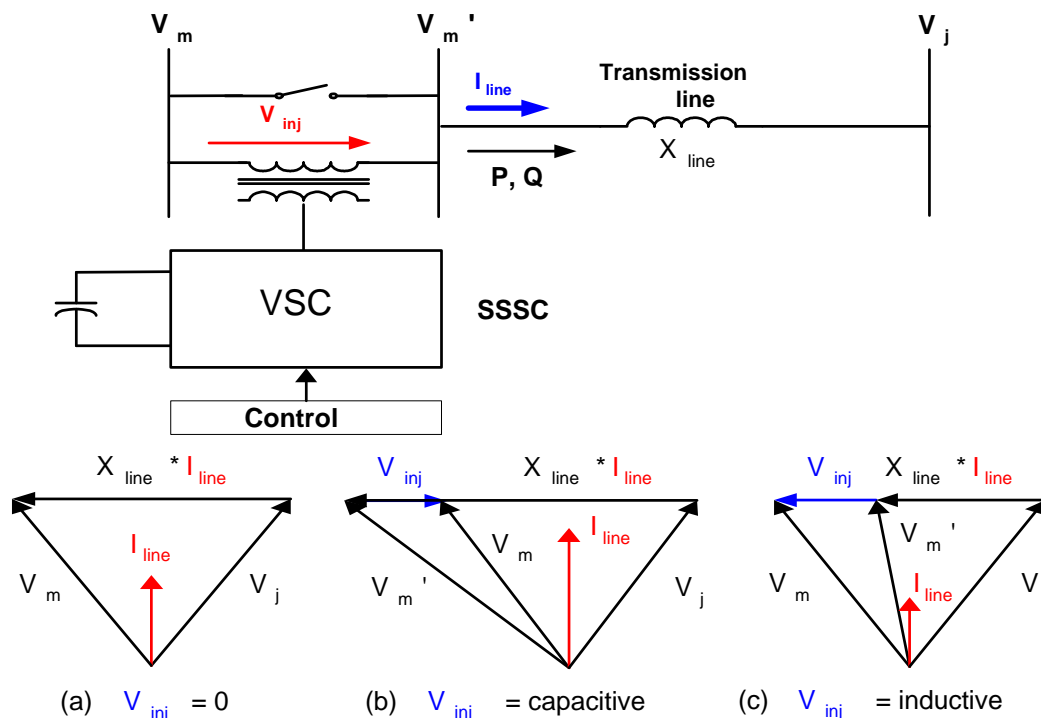 V m V m ' V j
I line
Transmission line
V inj
X line
P, Q
VSC
SSSC
Control
X line * I line
I line
V m
V j
(a) V inj = 0
V inj X line * I line
I line
V m
V m '
V j
(b) V inj = capacitive
V inj X line * I line
V m '
V m
I line
V
(c) V inj = inductive